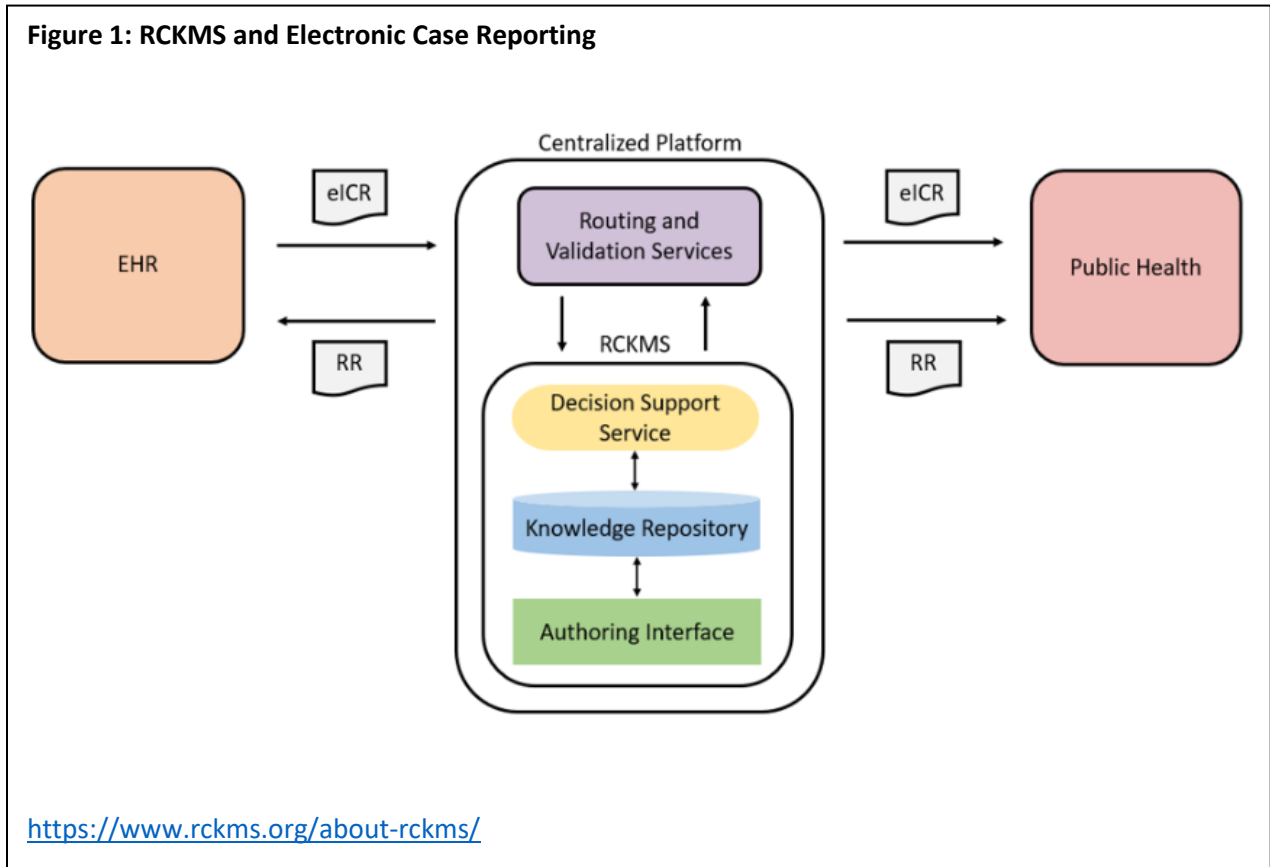 Figure 1: RCKMS and Electronic Case Reporting
Centralized Platform
EHR
eICR
RR
Routing and
Validation Services
RCKMS
Decision Support
Service
Knowledge Repository
Authoring Interface
eICR
RR
Public Health
https://www.rckms.org/about-rckms/